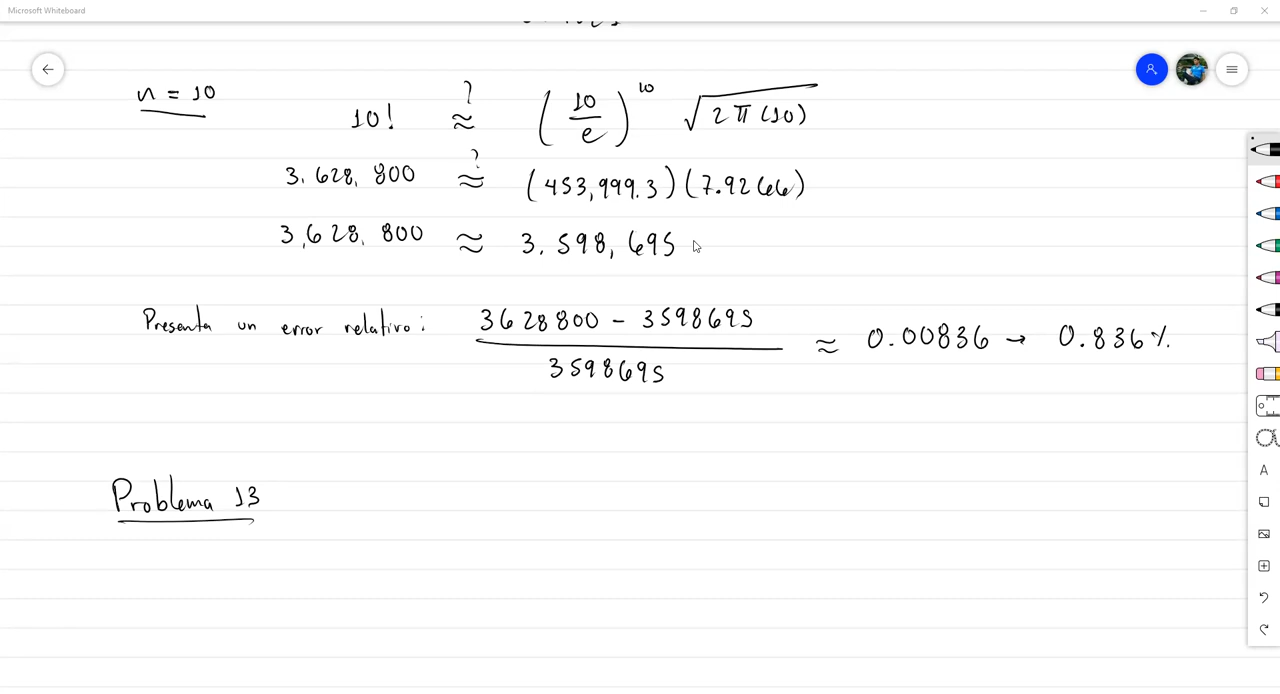 Microsoft Whiteboard
n = 10
10! ≈? (10/e)^10 √2π(10)
3.628,800 ≈? (453,999.3)(7.9266)
3,628,800 ≈ 3.598,695
Presenta un error relativo: (3628800 - 3598695)/3598695 ≈ 0.00836 → 0.836%
Problema 13